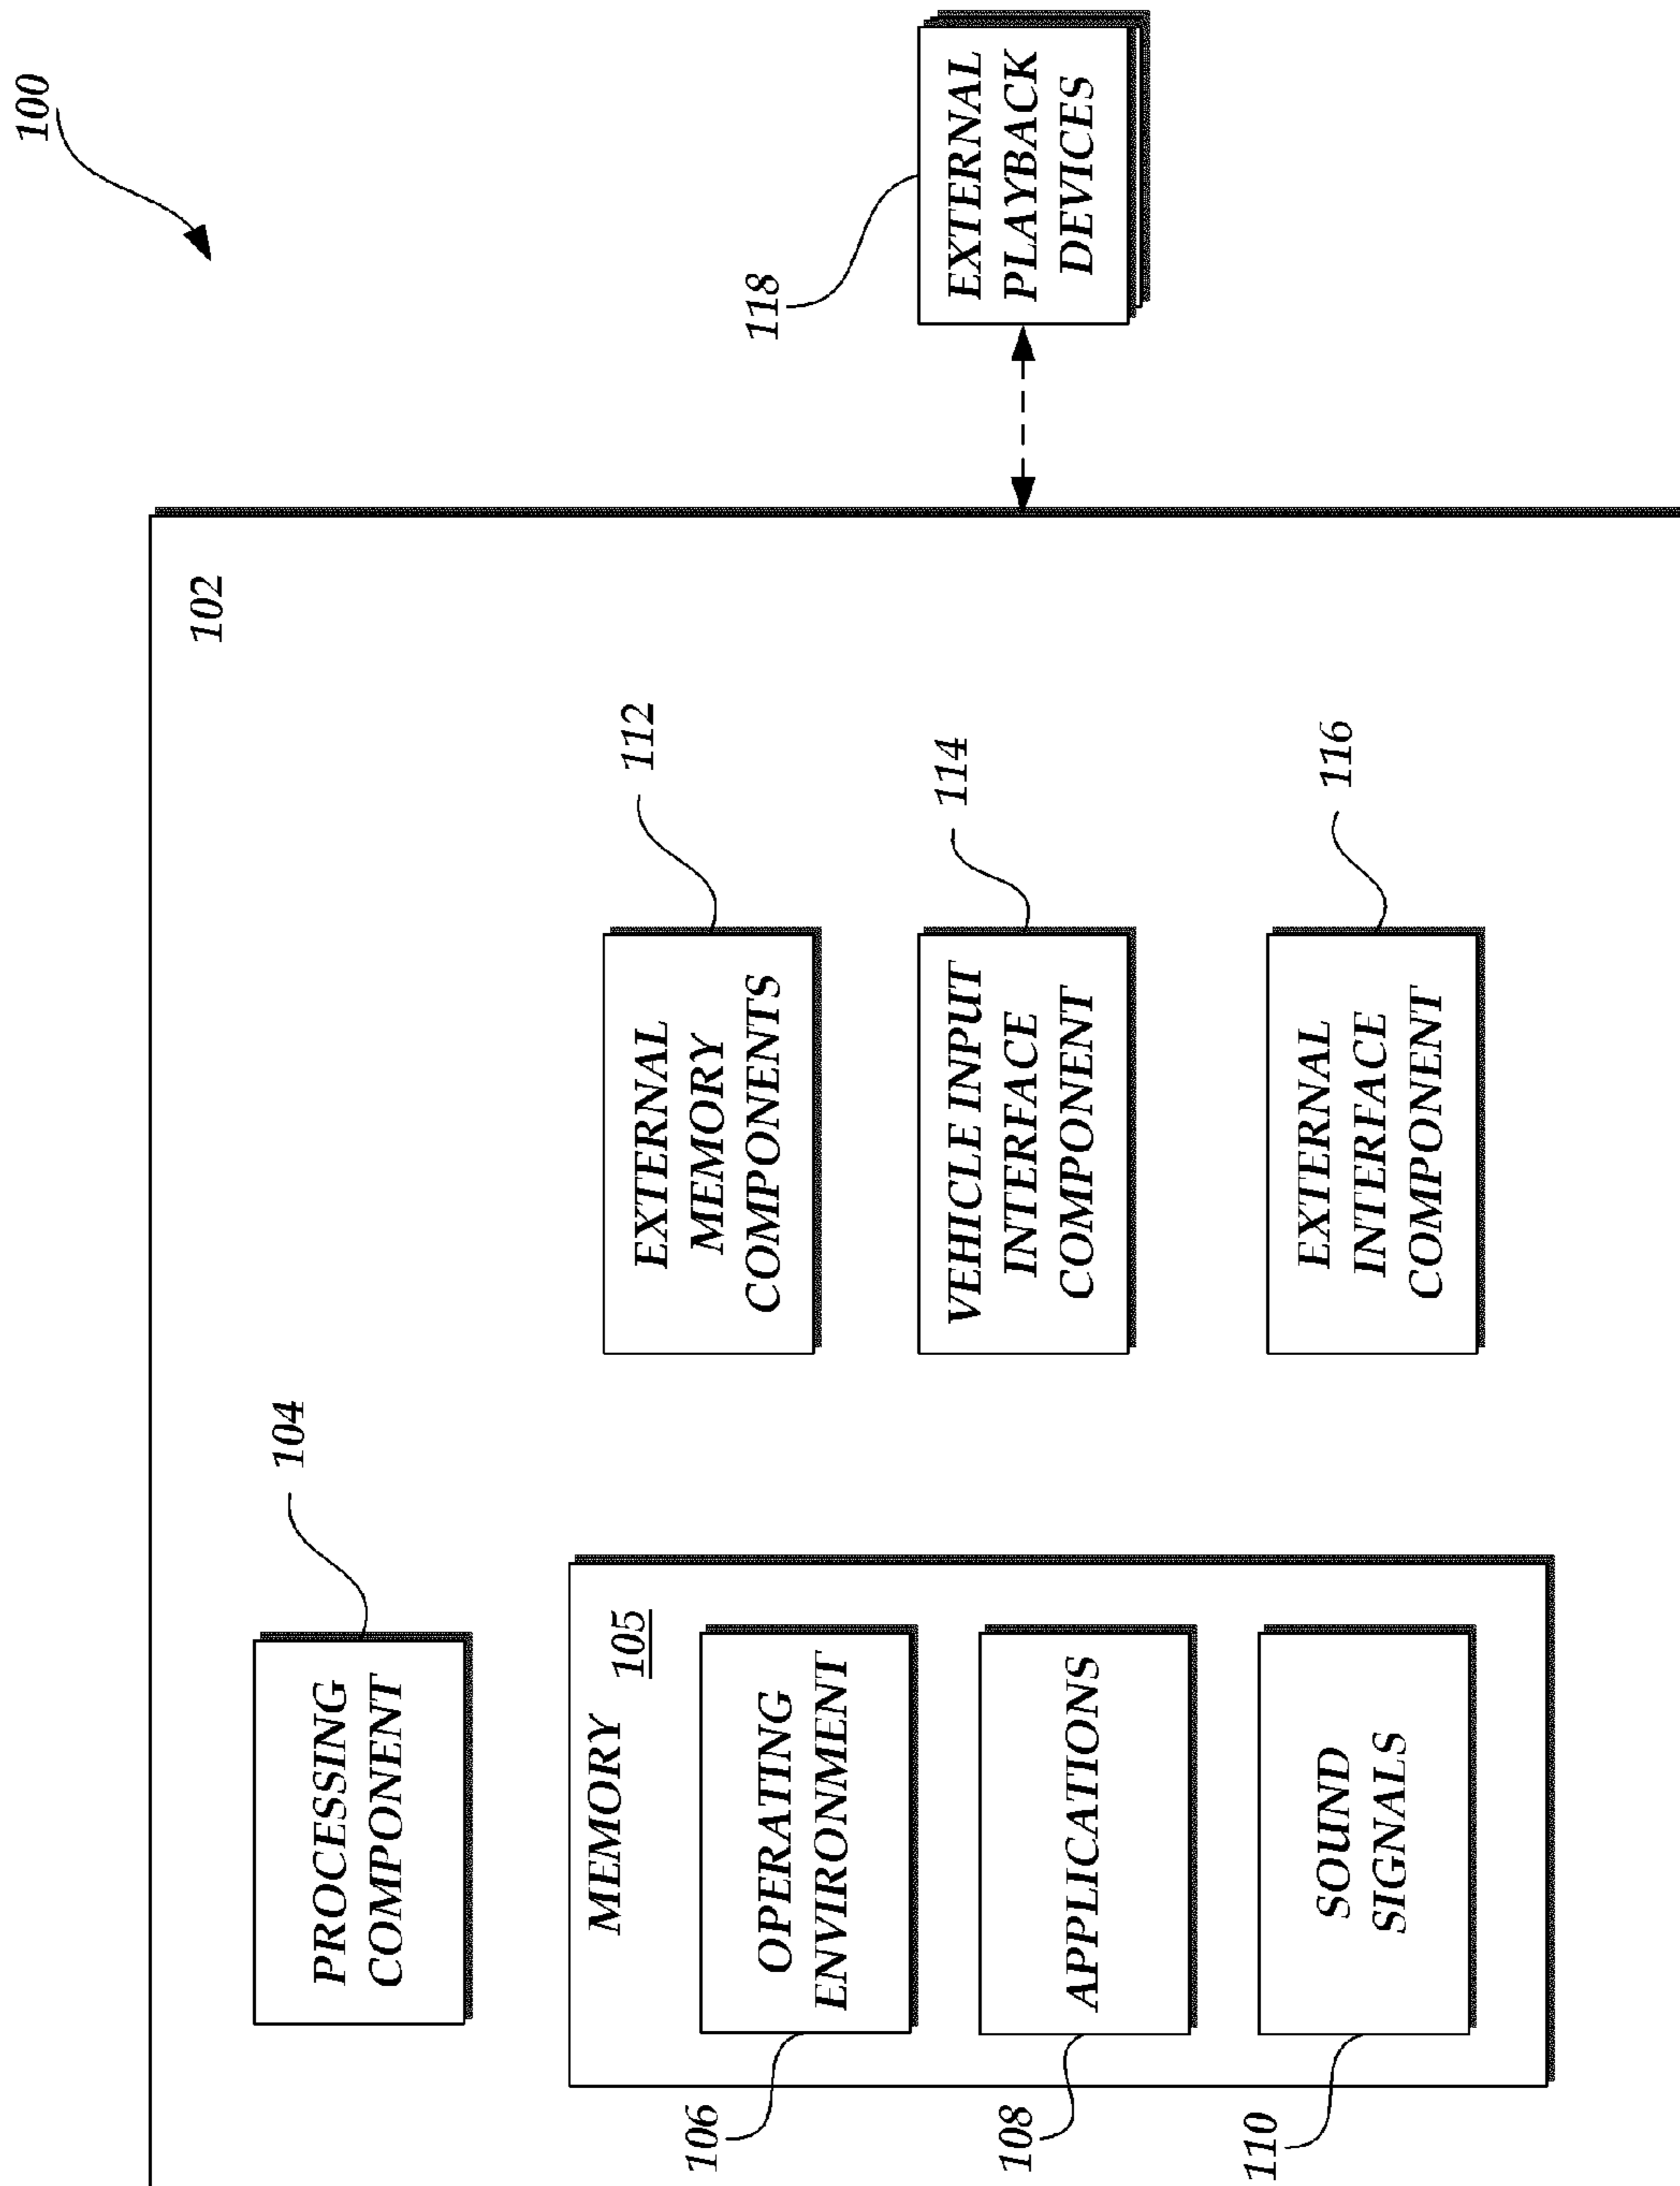 100
102
104
PROCESSING
COMPONENT
MEMORY
105
106
OPERATING
ENVIRONMENT
108
APPLICATIONS
110
SOUND
SIGNALS
112
EXTERNAL
MEMORY
COMPONENTS
114
VEHICLE INPUT
INTERFACE
COMPONENT
116
EXTERNAL
INTERFACE
COMPONENT
118
EXTERNAL
PLAYBACK
DEVICES